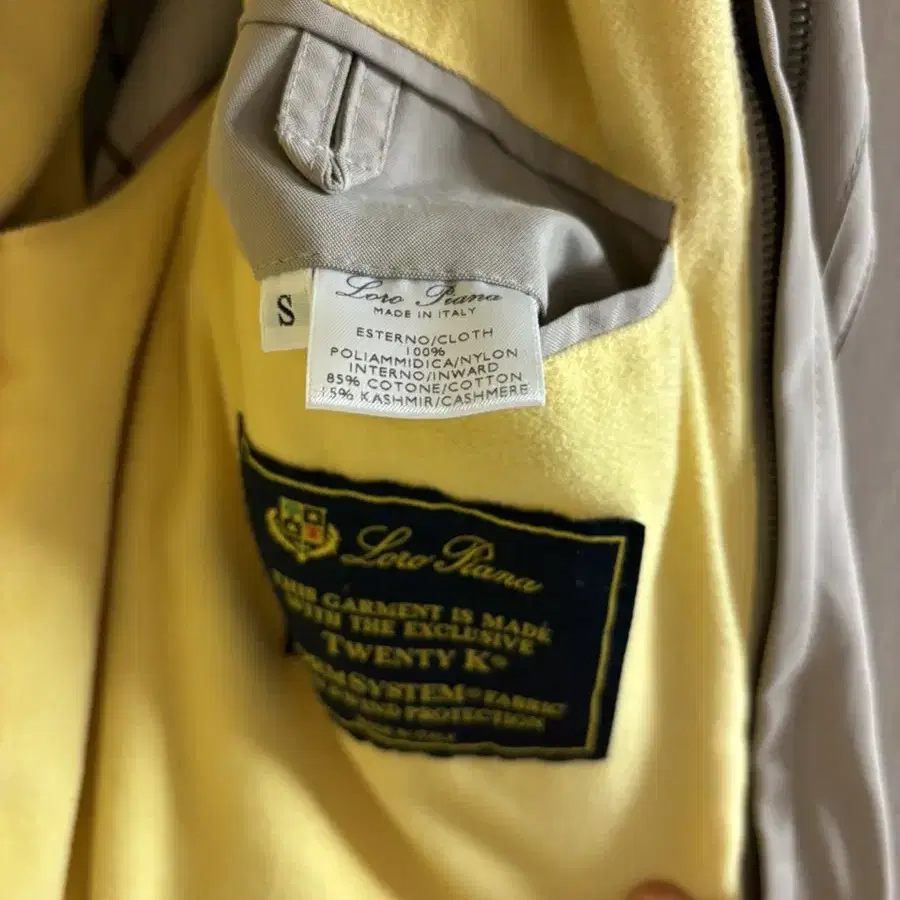 S
Loro Piana
MADE IN ITALY
ESTERNO/CLOTH
100%
POLIAMMIDICA/NYLON
INTERNO/INWARD
85% COTONE/COTTON
15% KASHMIR/CASHMERE
Loro Piana
THIS GARMENT IS MADE
WITH THE EXCLUSIVE
TWENTY K®
SYSTEM® FABRIC
AND PROTECTION